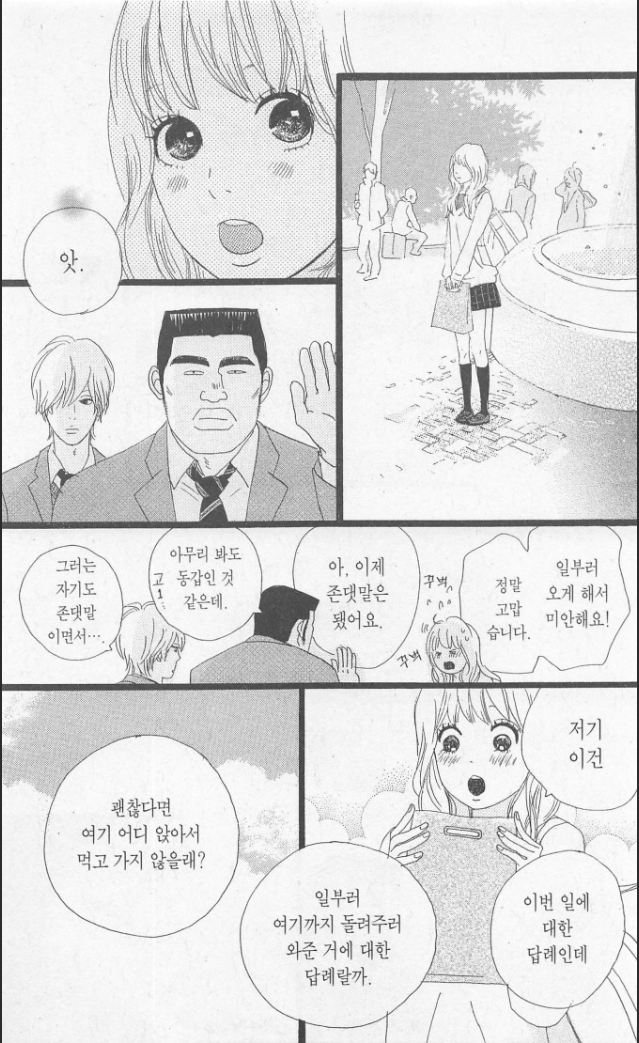 앗.
일부러
오게 해서
미안해요!
정말
고맙
습니다.
꾸벅
꾸벅
아, 이제
존댓말은
됐어요.
아무리 봐도
동갑인 것
같은데.
고1…
그러는
자기도
존댓말
이면서….
저기
이건
이번 일에
대한
답례인데
일부러
여기까지 돌려주러
와준 거에 대한
답례랄까.
괜찮다면
여기 어디 앉아서
먹고 가지 않을래?